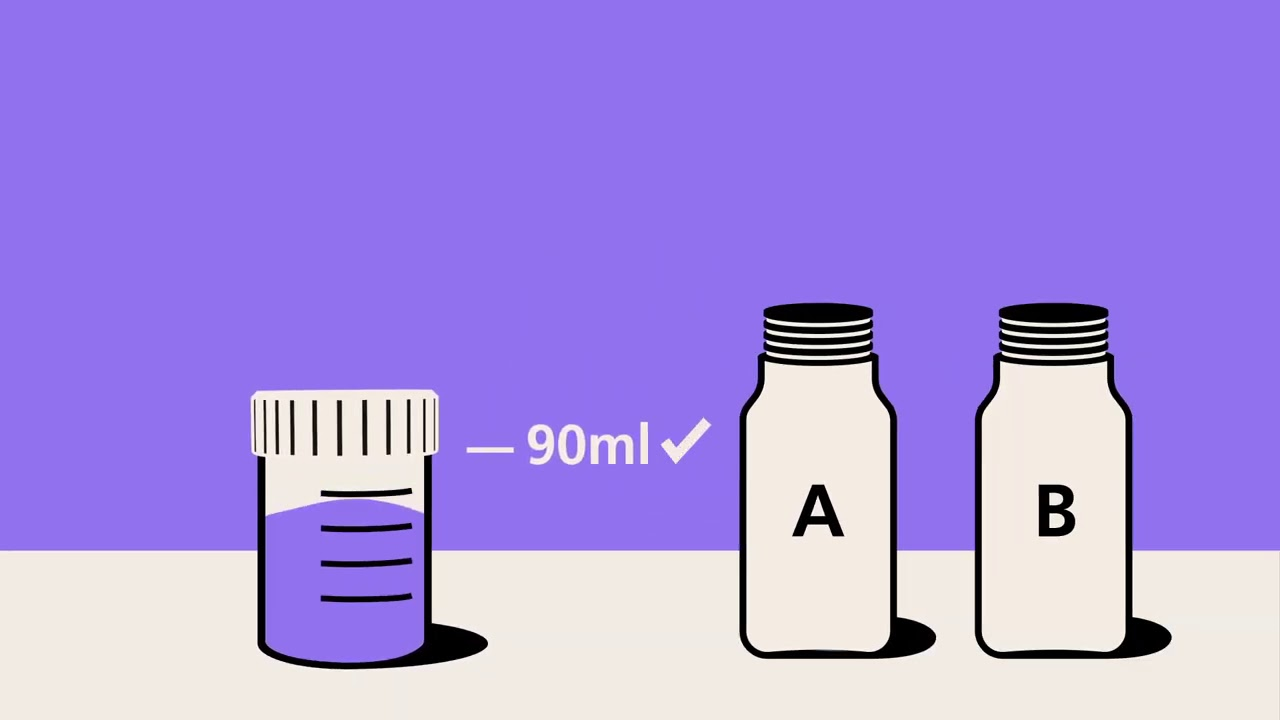 — 90ml ✓
A
B